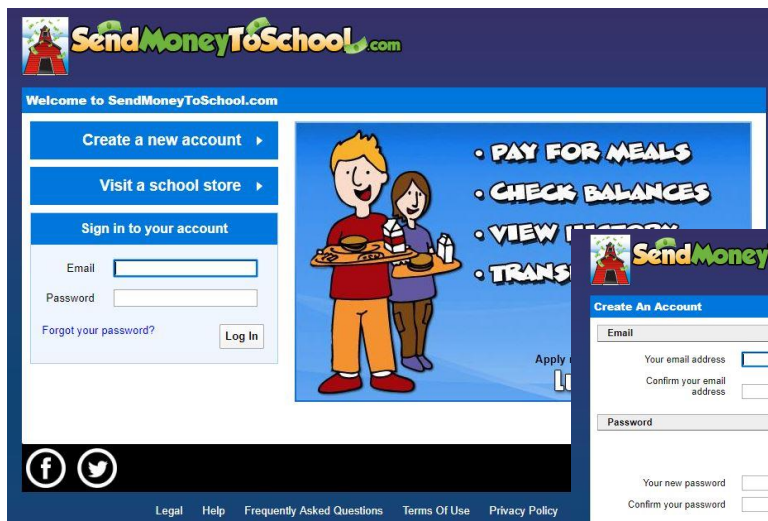 SendMoneyToSchool.com
Welcome to SendMoneyToSchool.com
Create a new account
Visit a school store
Sign in to your account
Email
Password
Forgot your password?
Log In
• PAY FOR MEALS
• CHECK BALANCES
• VIEW
•
Apply
Legal Help Frequently Asked Questions Terms Of Use Privacy Policy
SendMoney
Create An Account
Email
Your email address
Confirm your email
address
Password
Your new password
Confirm your password